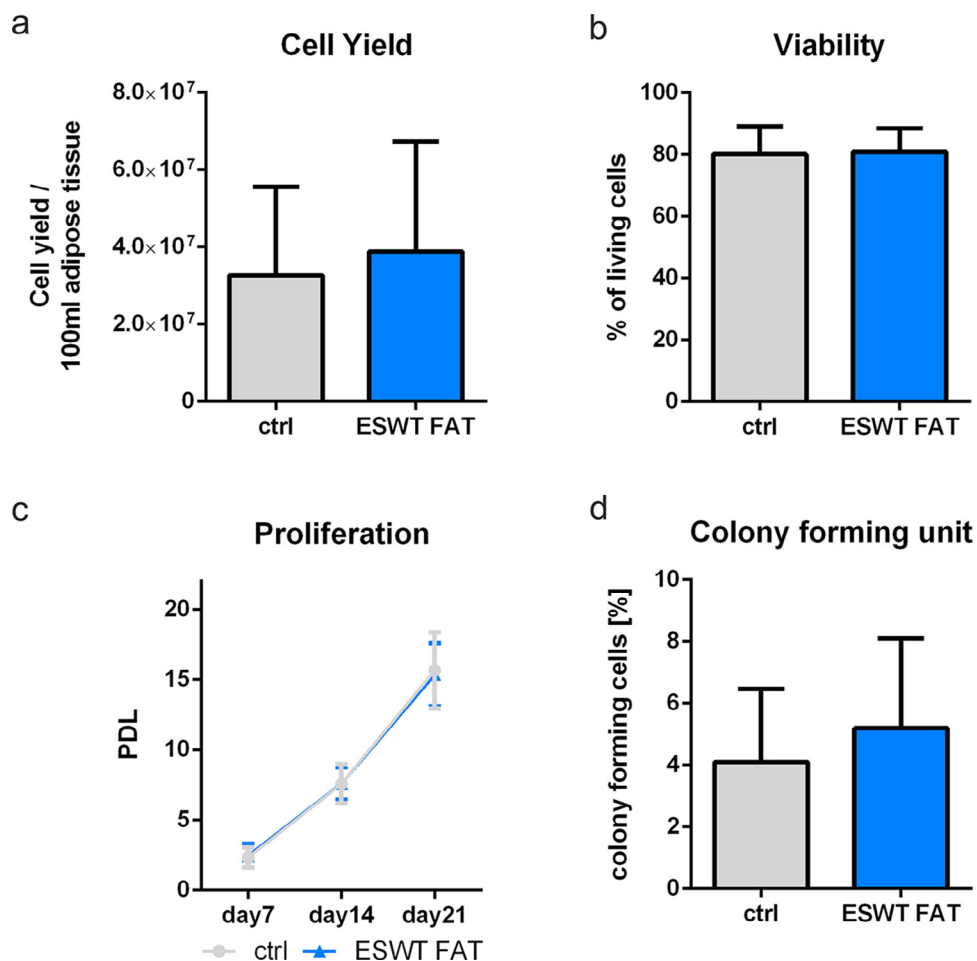 a
Cell Yield
Cell yield /
100ml adipose tissue
8.0×10⁷
6.0×10⁷
4.0×10⁷
2.0×10⁷
0
ctrl
ESWT FAT
b
Viability
% of living cells
100
80
60
40
20
0
ctrl
ESWT FAT
c
Proliferation
PDL
20
15
10
5
0
day7
day14
day21
ctrl
ESWT FAT
d
Colony forming unit
colony forming cells [%]
10
8
6
4
2
0
ctrl
ESWT FAT